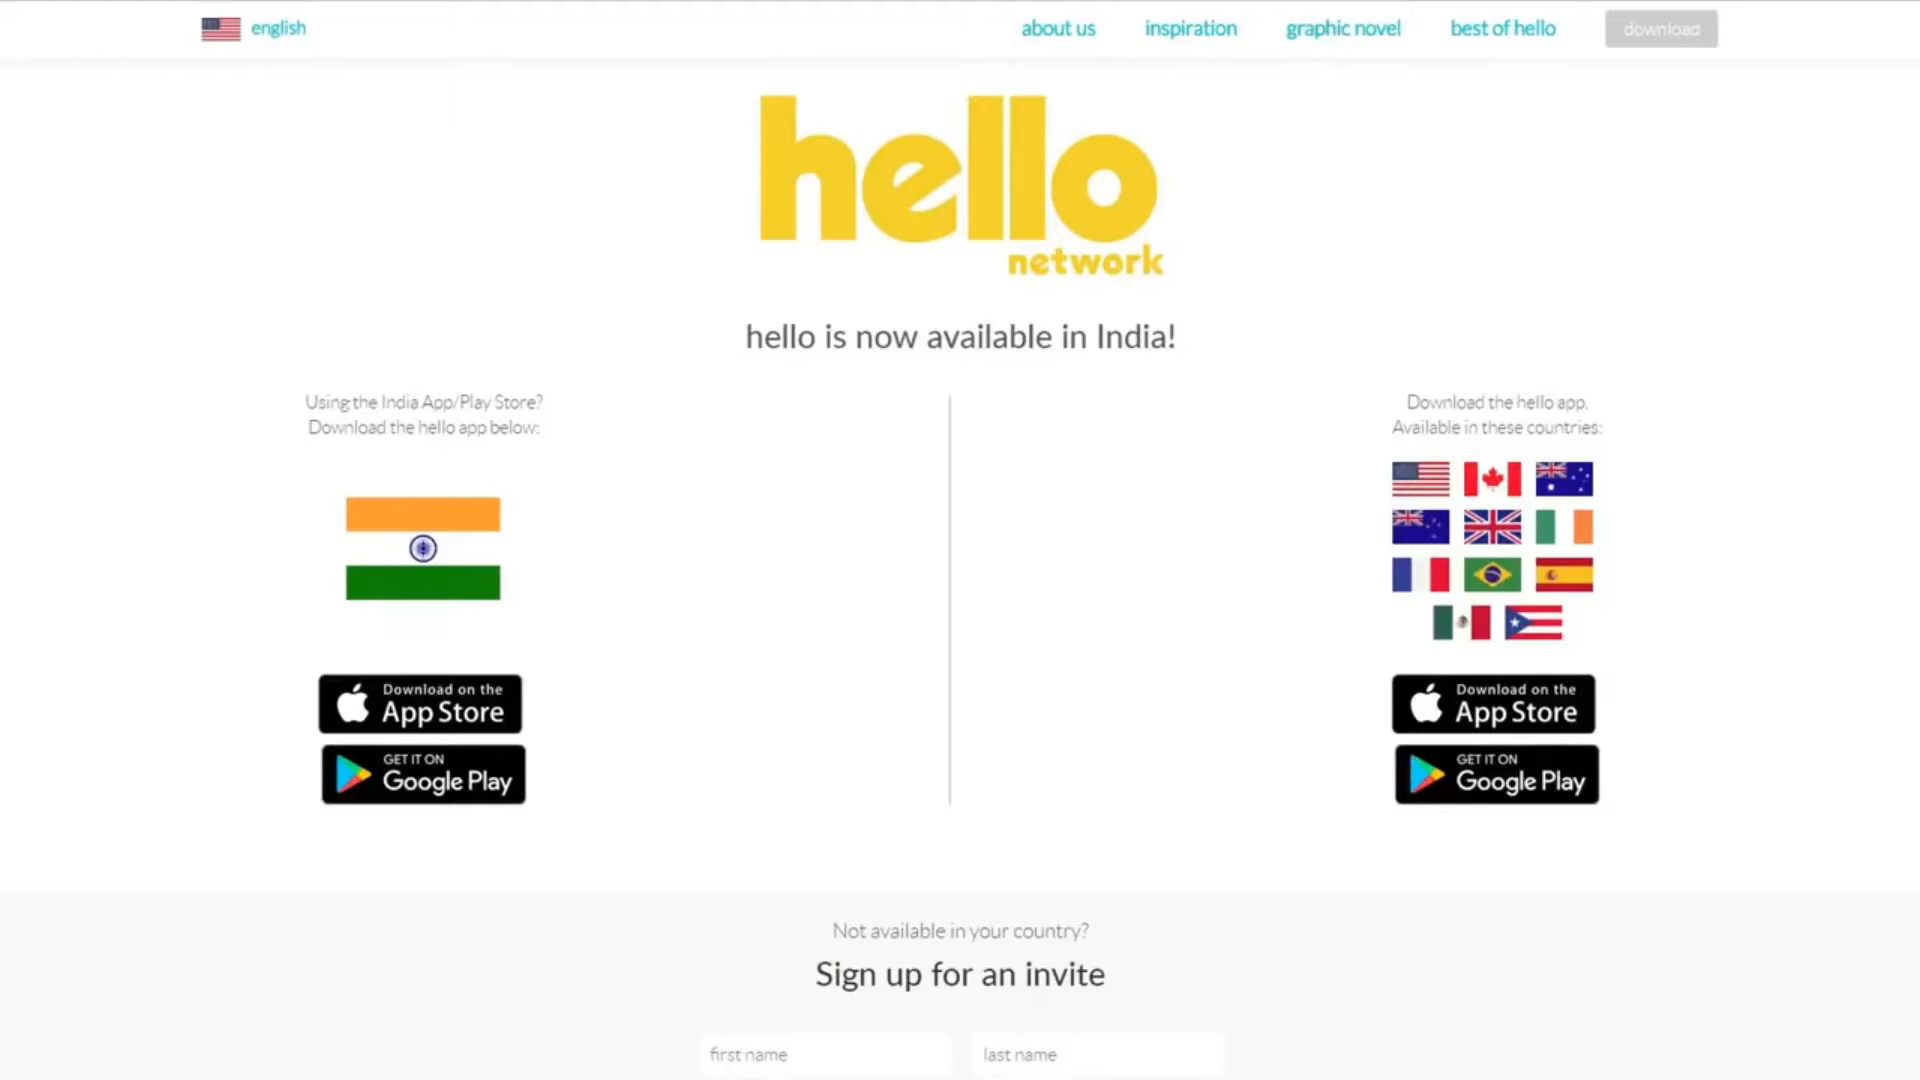 english
about us
inspiration
graphic novel
best of hello
download
hello
network
hello is now available in India!
Using the India App/Play Store?
Download the hello app below:
Download on the
App Store
GET IT ON
Google Play
Download the hello app.
Available in these countries:
Download on the
App Store
GET IT ON
Google Play
Not available in your country?
Sign up for an invite
first name
last name